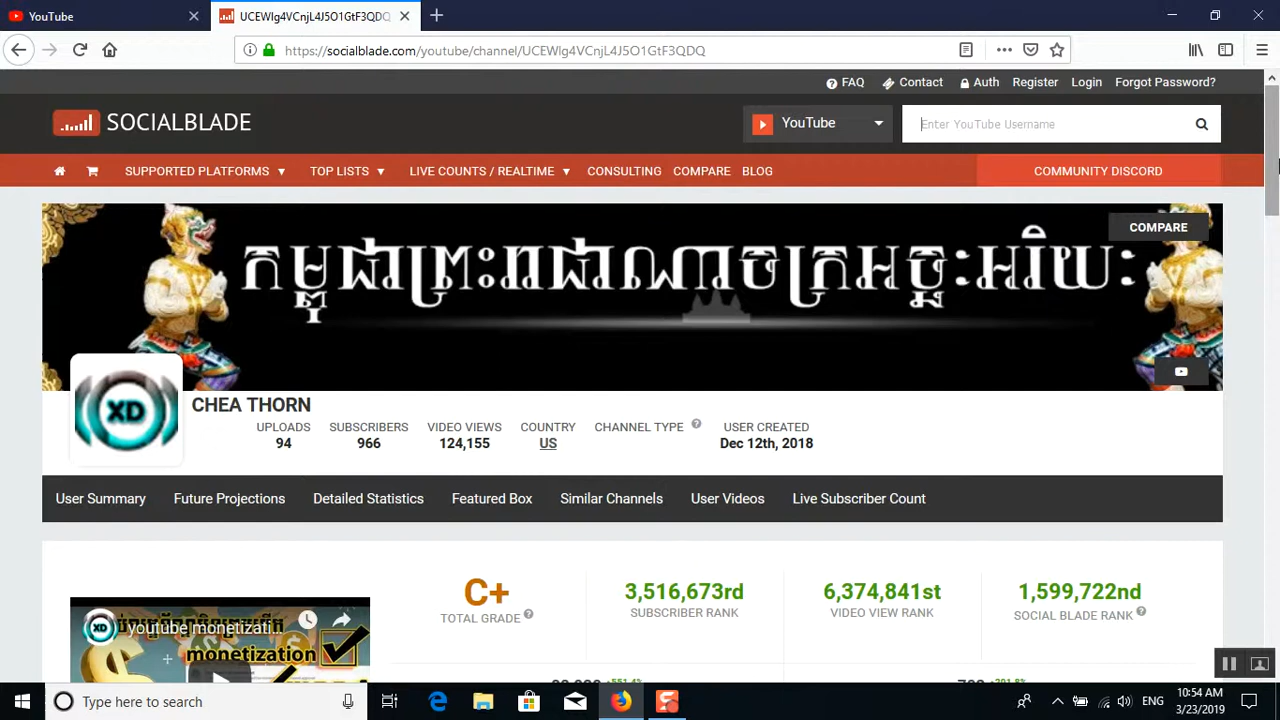 YouTube
UCEWIg4VCnjL4J5O1GtF3QDQ
https://socialblade.com/youtube/channel/UCEWIg4VCnjL4J5O1GtF3QDQ
FAQ Contact Auth Register Login Forgot Password?
SOCIALBLADE
YouTube
Enter YouTube Username
SUPPORTED PLATFORMS TOP LISTS LIVE COUNTS / REALTIME CONSULTING COMPARE BLOG COMMUNITY DISCORD
COMPARE
XD
CHEA THORN
UPLOADS SUBSCRIBERS VIDEO VIEWS COUNTRY CHANNEL TYPE USER CREATED
94 966 124,155 US Dec 12th, 2018
User Summary Future Projections Detailed Statistics Featured Box Similar Channels User Videos Live Subscriber Count
C+ 3,516,673rd 6,374,841st 1,599,722nd
TOTAL GRADE SUBSCRIBER RANK VIDEO VIEW RANK SOCIAL BLADE RANK
XD youtube monetizati...
monetization
Type here to search
ENG
10:54 AM
3/23/2019